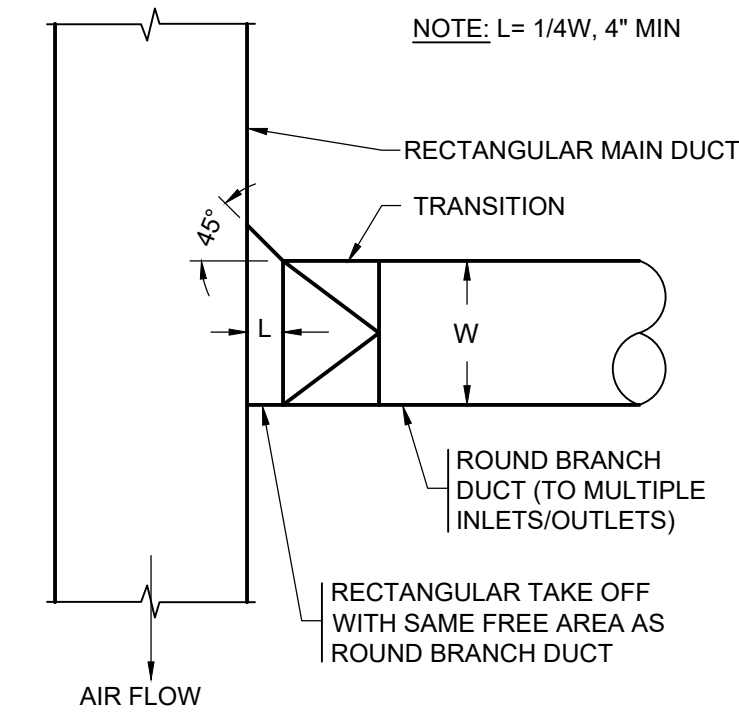 NOTE: L= 1/4W, 4" MIN
RECTANGULAR MAIN DUCT
TRANSITION
45°
L
W
ROUND BRANCH
DUCT (TO MULTIPLE
INLETS/OUTLETS)
RECTANGULAR TAKE OFF
WITH SAME FREE AREA AS
ROUND BRANCH DUCT
AIR FLOW